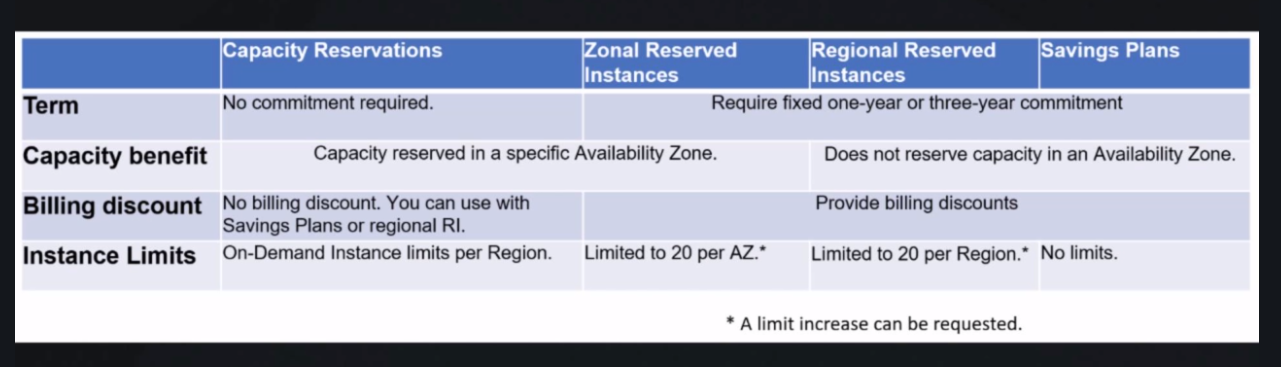 Capacity Reservations
Zonal Reserved
Instances
Regional Reserved
Instances
Savings Plans
Term
No commitment required.
Require fixed one-year or three-year commitment
Capacity benefit
Capacity reserved in a specific Availability Zone.
Does not reserve capacity in an Availability Zone.
Billing discount
No billing discount. You can use with
Savings Plans or regional RI.
Provide billing discounts
Instance Limits
On-Demand Instance limits per Region.
Limited to 20 per AZ.*
Limited to 20 per Region.*
No limits.
* A limit increase can be requested.